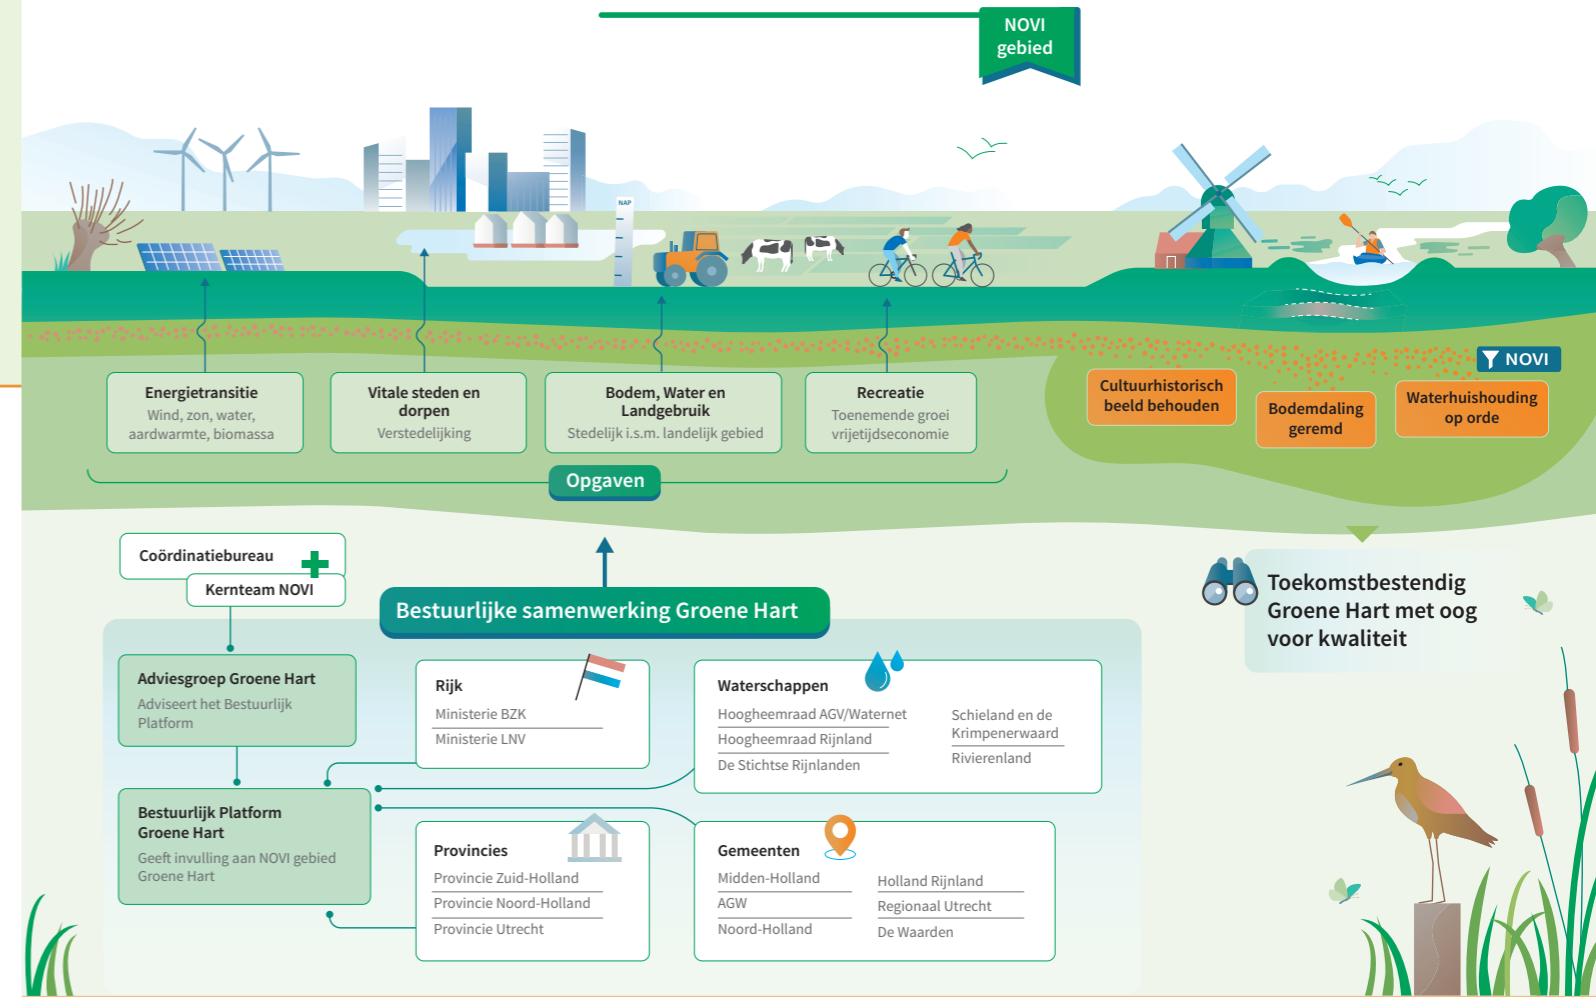 NOVI
gebied
NAP
NOVI
Energietransitie
Wind, zon, water,
aardwarmte, biomassa
Vitale steden en
dorpen
Verstedelijking
Bodem, Water en
Landgebruik
Stedelijk i.s.m. landelijk gebied
Recreatie
Toenemende groei
vrijetijdseconomie
Cultuurhistorisch
beeld behouden
Bodemdaling
geremd
Waterhuishouding
op orde
Opgaven
Coördinatiebureau
Kernteam NOVI
Bestuurlijke samenwerking Groene Hart
Toekomstbestendig
Groene Hart met oog
voor kwaliteit
Adviesgroep Groene Hart
Adviseert het Bestuurlijk
Platform
Rijk
Ministerie BZK
Ministerie LNV
Waterschappen
Hoogheemraad AGV/Waternet
Hoogheemraad Rijnland
De Stichtse Rijnlanden
Schieland en de
Krimpenerwaard
Rivierenland
Bestuurlijk Platform
Groene Hart
Geeft invulling aan NOVI gebied
Groene Hart
Provincies
Provincie Zuid-Holland
Provincie Noord-Holland
Provincie Utrecht
Gemeenten
Midden-Holland
AGW
Noord-Holland
Holland Rijnland
Regionaal Utrecht
De Waarden